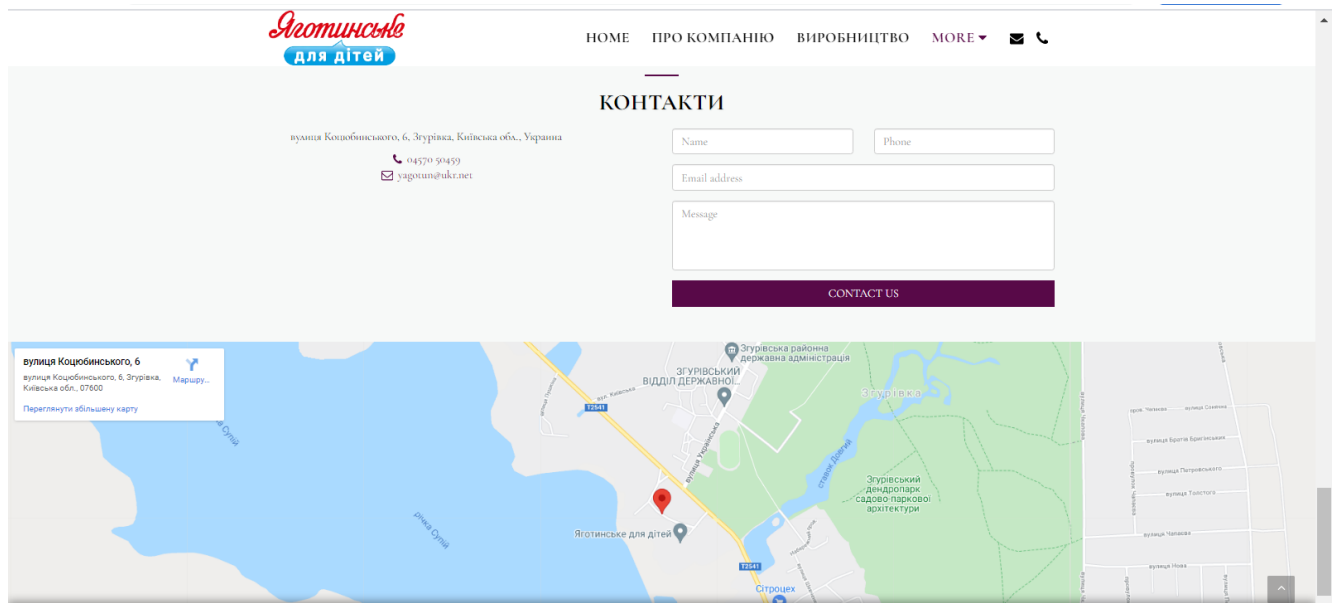 Яготинське
для дітей
HOME ПРО КОМПАНІЮ ВИРОБНИЦТВО MORE
КОНТАКТИ
вулиця Коцюбинського, 6, Згурівка, Київська обл., Украина
04570 50459
yagotun@ukr.net
Name Phone
Email address
Message
CONTACT US
вулиця Коцюбинського, 6
вулиця Коцюбинського, 6, Згурівка,
Київська обл., 07600
Маршру...
Переглянути збільшену карту
Згурівська районна
державна адміністрація
ЗГУРІВСЬКИЙ
ВІДДІЛ ДЕРЖАВНОЇ...
Згурівка
вул. Київська
T2541
вулиця Українська
ставок Довгий
Згурівський
дендропарк
садово-паркової
архітектури
річка Супій
Яготинське для дітей
T2541
Сітроцех
вулиця Братів Брагінських
вулиця Петровського
вулиця Толстого
вулиця Чапаєва
вулиця Нова